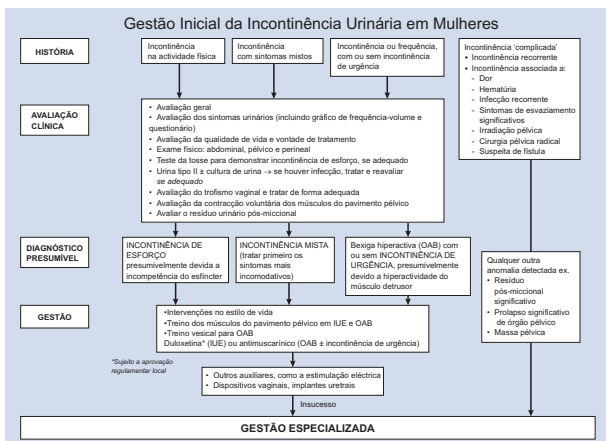 Gestão Inicial da Incontinência Urinária em Mulheres
HISTÓRIA
Incontinência
na actividade física
Incontinência
com sintomas mistos
Incontinência ou frequência,
com ou sem incontinência
de urgência
Incontinência 'complicada'
• Incontinência recorrente
• Incontinência associada a:
- Dor
- Hematúria
- Infecção recorrente
- Sintomas de esvaziamento
significativos
- Irradiação pélvica
- Cirurgia pélvica radical
- Suspeita de fístula
AVALIAÇÃO
CLÍNICA
• Avaliação geral
• Avaliação dos sintomas urinários (incluindo gráfico de frequência-volume e
questionário)
• Avaliação da qualidade de vida e vontade de tratamento
• Exame físico: abdominal, pélvico e perineal
• Teste da tosse para demonstrar incontinência de esforço, se adequado
• Urina tipo II ± cultura de urina → se houver infecção, tratar e reavaliar
se adequado
• Avaliação do trofismo vaginal e tratar de forma adequada
• Avaliação da contracção voluntária dos músculos do pavimento pélvico
• Avaliar o resíduo urinário pós-miccional
DIAGNÓSTICO
PRESUMÍVEL
INCONTINÊNCIA DE
ESFORÇO
presumivelmente devida a
incompetência do esfíncter
INCONTINÊNCIA MISTA
(tratar primeiro os
sintomas mais
incomodativos)
Bexiga hiperactiva (OAB) com
ou sem INCONTINÊNCIA DE
URGÊNCIA, presumivelmente
devido a hiperactividade do
músculo detrusor
Qualquer outra
anomalia detectada ex.
• Resíduo
pós-miccional
significativo
• Prolapso significativo
de órgão pélvico
• Massa pélvica
GESTÃO
•Intervenções no estilo de vida
•Treino dos músculos do pavimento pélvico em IUE e OAB
•Treino vesical para OAB
Duloxetina* (IUE) ou antimuscarínico (OAB ± incontinência de urgência)
*Sujeito a aprovação
regulamentar local
• Outros auxiliares, como a estimulação eléctrica
• Dispositivos vaginais, implantes uretrais
Insucesso
GESTÃO ESPECIALIZADA